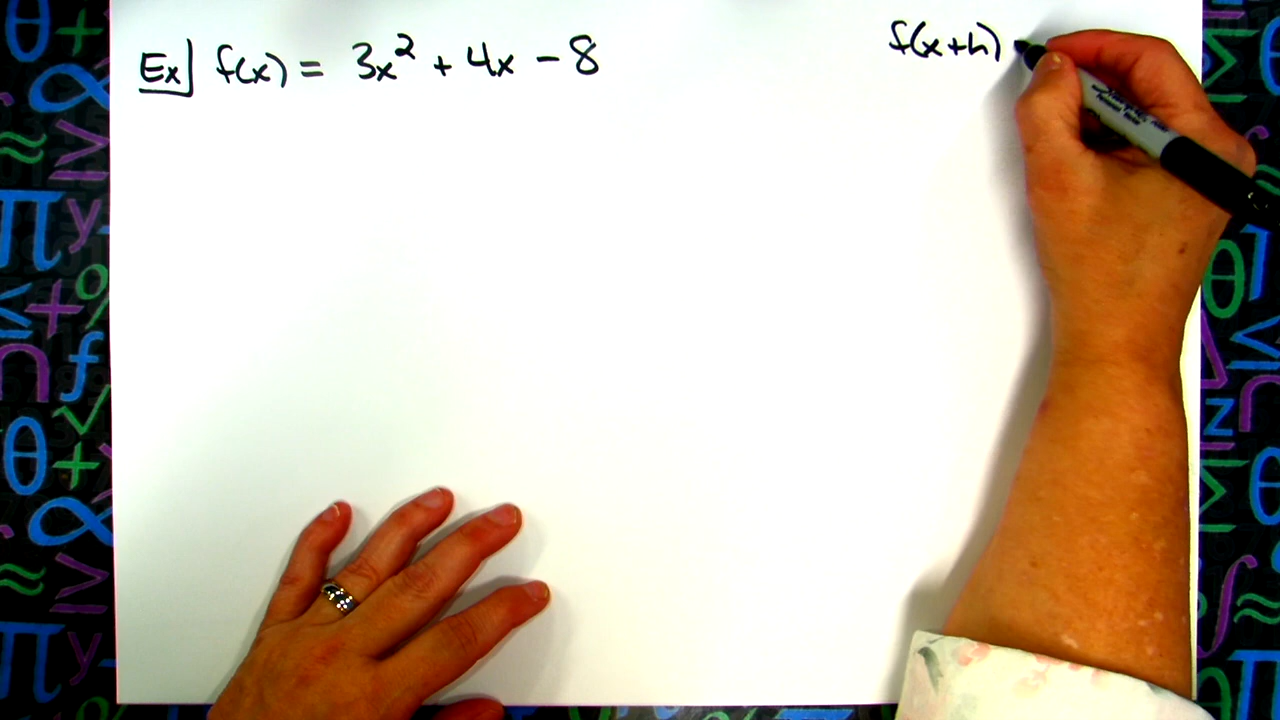 Ex] f(x) = 3x² + 4x - 8
f(x+h) -